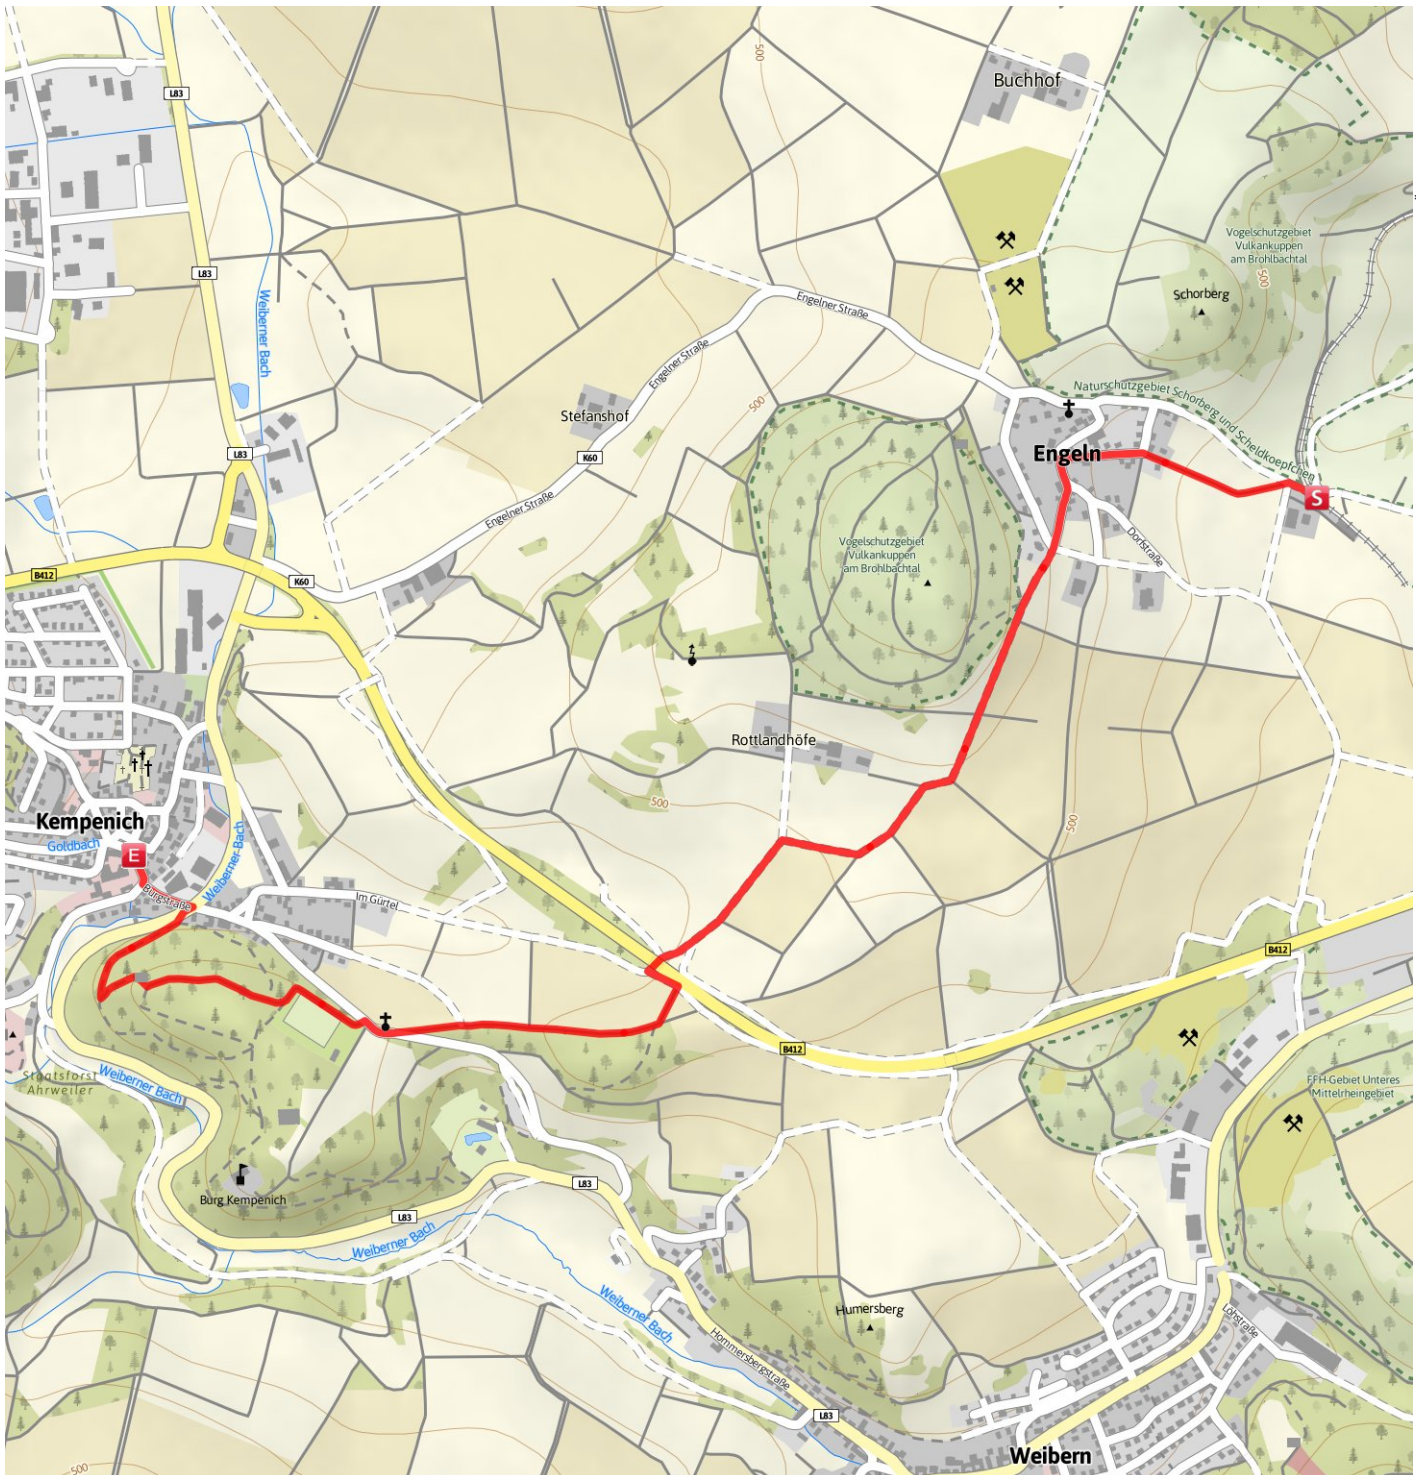 500
Buchhof
L83
Vogelschutzgebiet
Vulkankuppen
am Brohlbachtal
500
L83
Schorberg
Weiberner Bach
Engelner Straße
Engelner Straße
Naturschutzgebiet Schorberg und Scheldkoepfchen
500
Stefanshof
L83
K60
Engeln
S
Engelner Straße
Dorfstraße
Vogelschutzgebiet
Vulkankuppen
am Brohlbachtal
B412
K60
Rottlandhöfe
500
500
Kempenich
Goldbach
E
Weiberner Bach
Burgstraße
Im Gürtel
B412
B412
Staatsforst
Ahrweiler
Weiberner Bach
FFH-Gebiet Unteres
Mittelrheingebiet
Burg Kempenich
L83
L83
Weiberner Bach
Weiberner Bach
Humersberg
Hommersbergstraße
Löhstraße
L83
Weibern
500